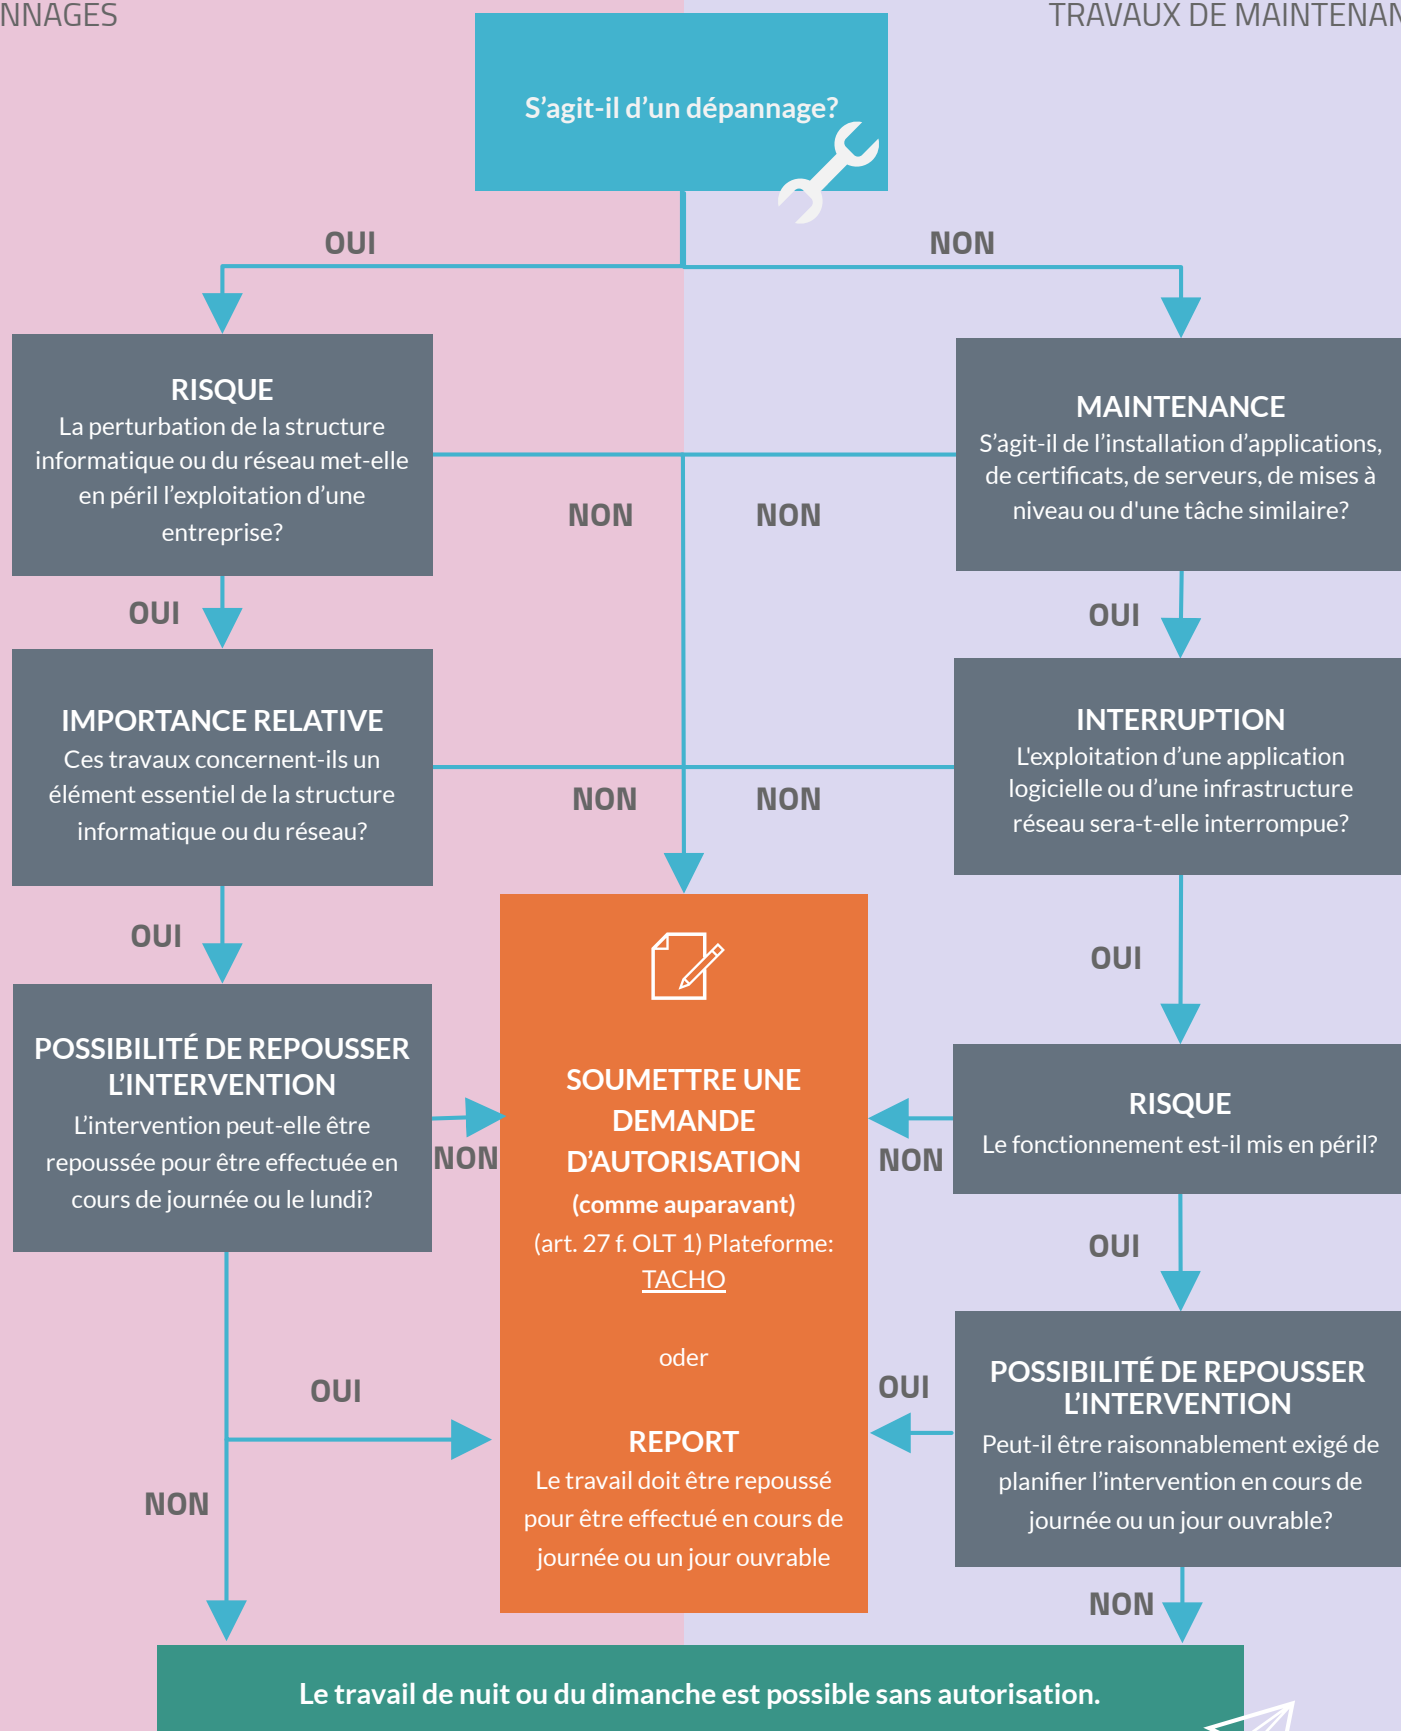 NNAGES
TRAVAUX DE MAINTENAN
S’agit-il d’un dépannage?
OUI
NON
RISQUE
La perturbation de la structure
informatique ou du réseau met-elle
en péril l’exploitation d’une
entreprise?
MAINTENANCE
S’agit-il de l’installation d’applications,
de certificats, de serveurs, de mises à
niveau ou d'une tâche similaire?
NON
NON
OUI
OUI
IMPORTANCE RELATIVE
Ces travaux concernent-ils un
élément essentiel de la structure
informatique ou du réseau?
INTERRUPTION
L'exploitation d’une application
logicielle ou d’une infrastructure
réseau sera-t-elle interrompue?
NON
NON
OUI
OUI
POSSIBILITÉ DE REPOUSSER
L’INTERVENTION
L’intervention peut-elle être
repoussée pour être effectuée en
cours de journée ou le lundi?
NON
SOUMETTRE UNE
DEMANDE
D’AUTORISATION
(comme auparavant)
(art. 27 f. OLT 1) Plateforme:
TACHO
oder
REPORT
Le travail doit être repoussé
pour être effectué en cours de
journée ou un jour ouvrable
RISQUE
Le fonctionnement est-il mis en péril?
NON
OUI
POSSIBILITÉ DE REPOUSSER
L’INTERVENTION
Peut-il être raisonnablement exigé de
planifier l’intervention en cours de
journée ou un jour ouvrable?
OUI
OUI
NON
NON
Le travail de nuit ou du dimanche est possible sans autorisation.